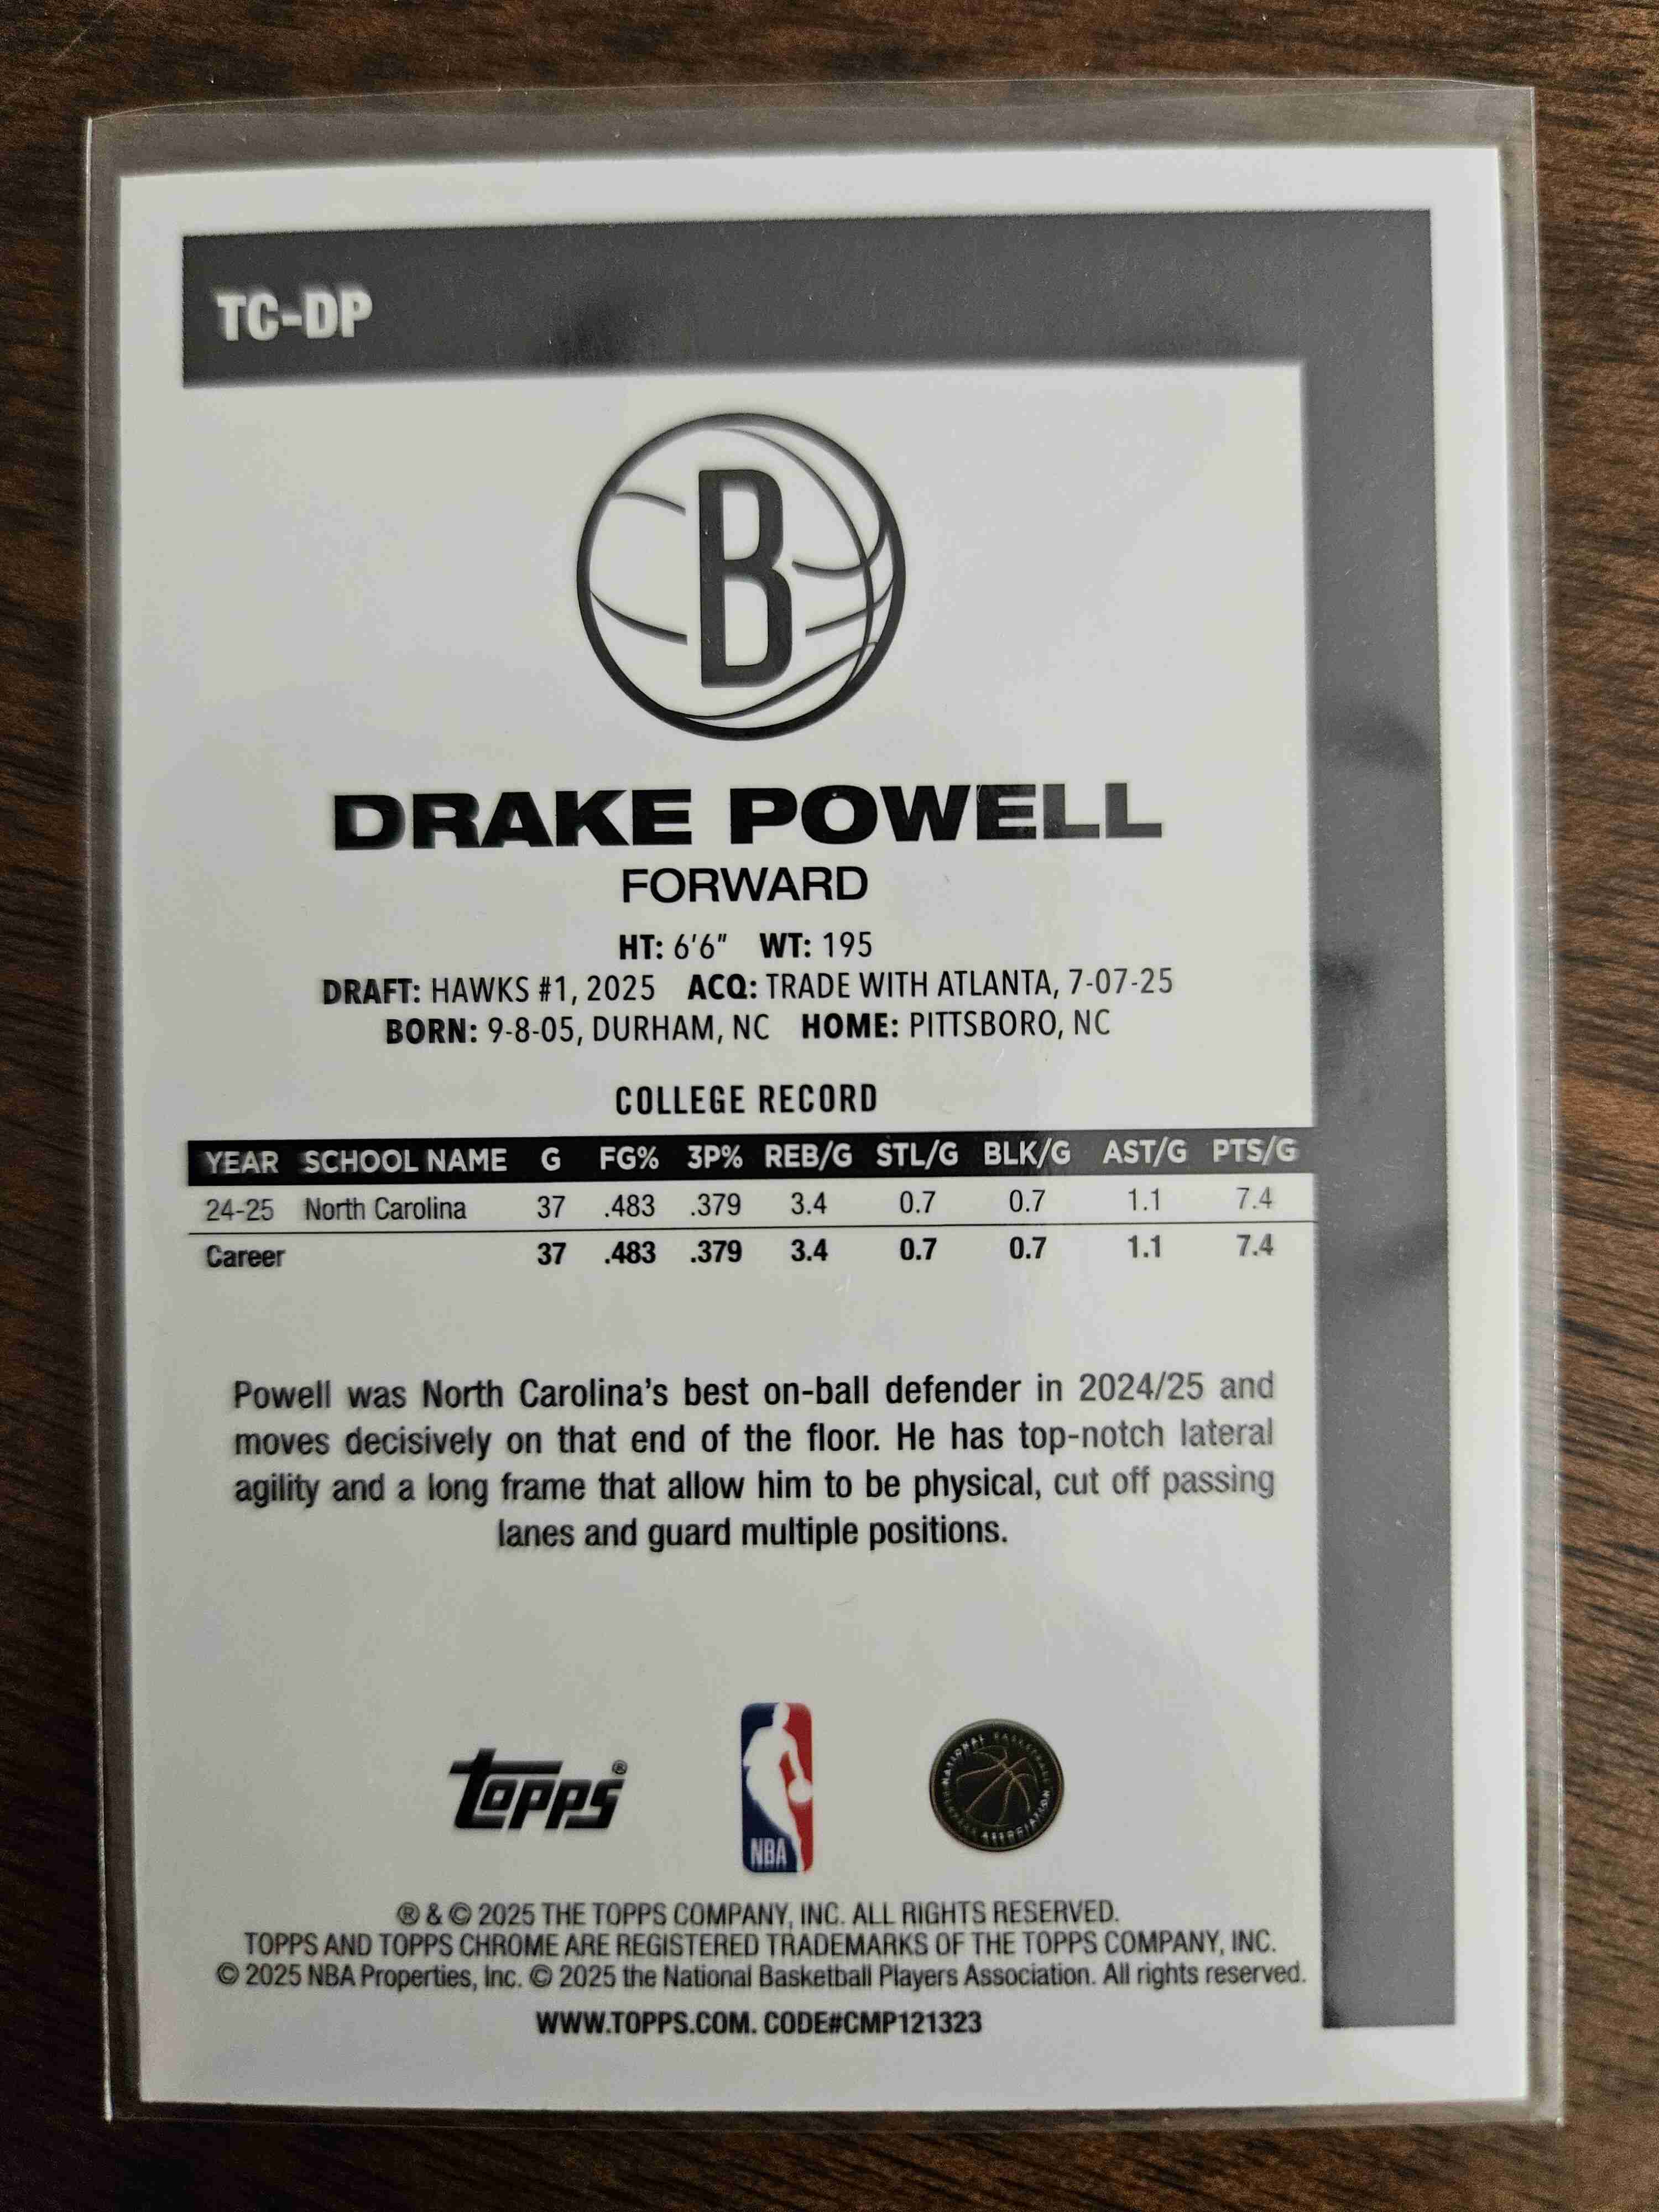 TC-DP
B
DRAKE POWELL
FORWARD
HT: 6'6" WT: 195
DRAFT: HAWKS #1, 2025 ACQ: TRADE WITH ATLANTA, 7-07-25
BORN: 9-8-05, DURHAM, NC HOME: PITTSBORO, NC
COLLEGE RECORD
YEAR SCHOOL NAME G FG% 3P% REB/G STL/G BLK/G AST/G PTS/G
24-25 North Carolina 37 .483 .379 3.4 0.7 0.7 1.1 7.4
Career 37 .483 .379 3.4 0.7 0.7 1.1 7.4
Powell was North Carolina's best on-ball defender in 2024/25 and
moves decisively on that end of the floor. He has top-notch lateral
agility and a long frame that allow him to be physical, cut off passing
lanes and guard multiple positions.
topps®
NBA
NATIONAL BASKETBALL PLAYERS ASSOCIATION
® & © 2025 THE TOPPS COMPANY, INC. ALL RIGHTS RESERVED.
TOPPS AND TOPPS CHROME ARE REGISTERED TRADEMARKS OF THE TOPPS COMPANY, INC.
© 2025 NBA Properties, Inc. © 2025 the National Basketball Players Association. All rights reserved.
WWW.TOPPS.COM. CODE#CMP121323